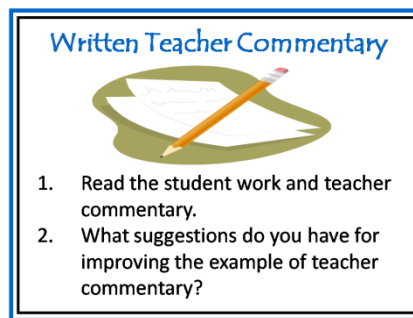 Written Teacher Commentary
1. Read the student work and teacher
commentary.
2. What suggestions do you have for
improving the example of teacher
commentary?